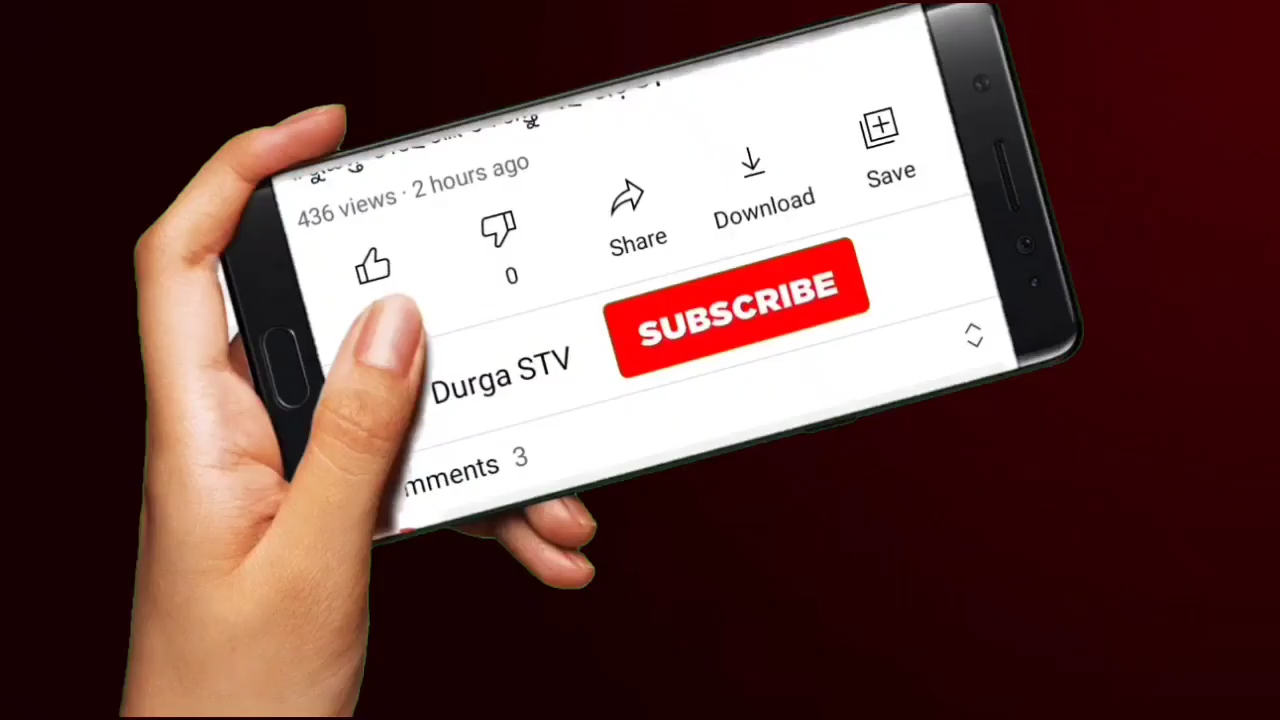 436 views · 2 hours ago
0
Share
Download
Save
Durga STV
SUBSCRIBE
mments 3